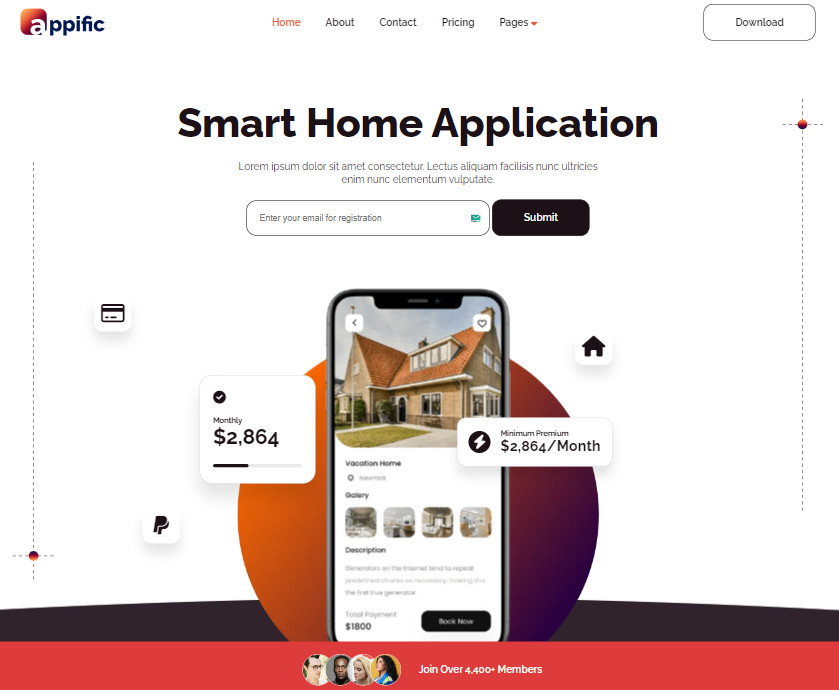 appific
Home
About
Contact
Pricing
Pages
Download
Smart Home Application
Lorem ipsum dolor sit amet consectetur. Lectus aliquam facilisis nunc ultricies
enim nunc elementum vulputate.
Enter your email for registration
Submit
Monthly
$2,864
Minimum Premium
$2,864/Month
Vacation Home
NewYork
Galery
Description
Generators on the Internet tend to repeat
predefined chunks as necessary, making this
the first true generator.
Total Payment
$1800
Book Now
Join Over 4,400+ Members